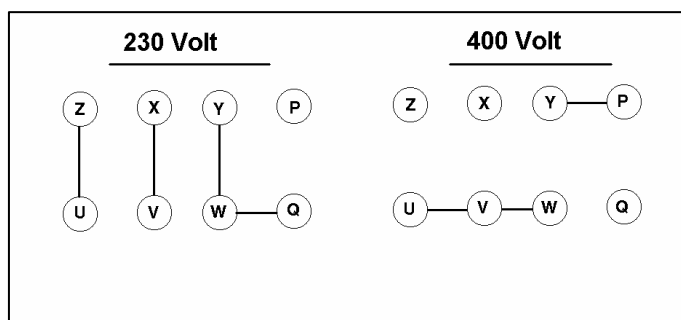 230 Volt 400 Volt
Z X Y P Z X Y P
U V W Q U V W Q